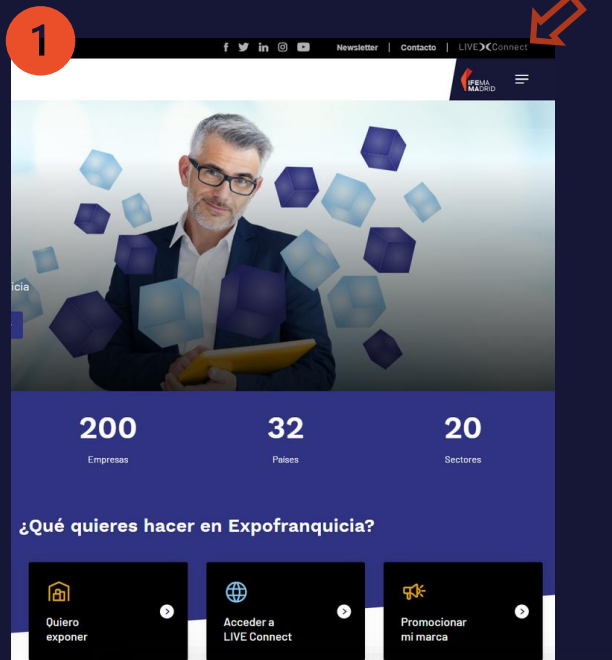 1
Newsletter | Contacto | LIVE Connect
IFEMA
MADRID
icia
200
32
20
Empresas
Países
Sectores
¿Qué quieres hacer en Expofranquicia?
Quiero
exponer
Acceder a
LIVE Connect
Promocionar
mi marca